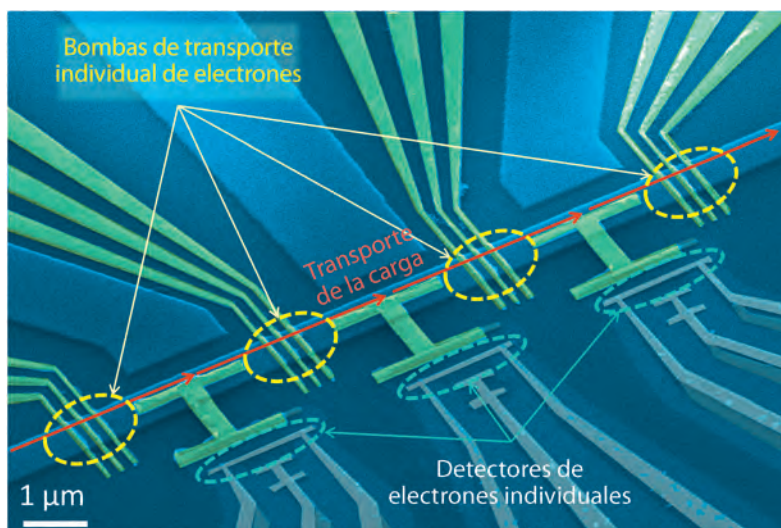 Bombas de transporte
individual de electrones
Transporte
de la carga
Detectores de
electrones individuales
1 μm